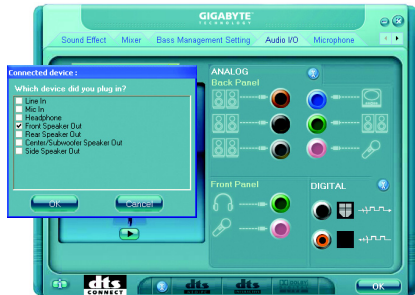 GIGABYTE
TECHNOLOGY
Sound Effect Mixer Bass Management Setting Audio I/O Microphone
Connected device :
Which device did you plug in?
Line In
Mic In
Headphone
Front Speaker Out
Rear Speaker Out
Center/Subwoofer Speaker Out
Side Speaker Out
OK Cancel
ANALOG
Back Panel
Front Panel
DIGITAL
dts
CONNECT
dts
dts
OK